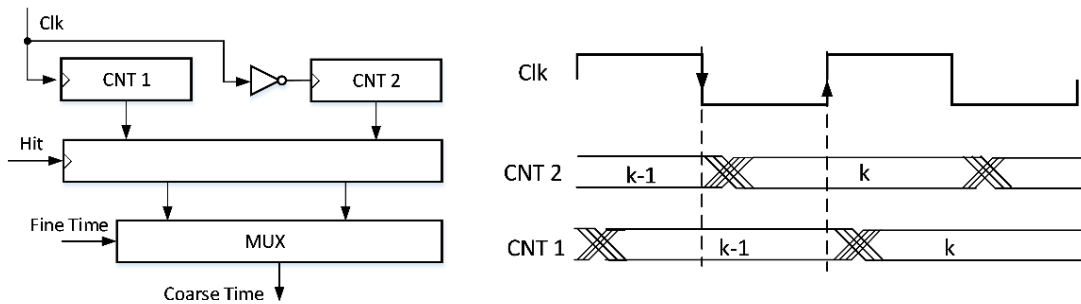 Clk
CNT 1
CNT 2
Hit
Fine Time
MUX
Coarse Time
Clk
CNT 2
k-1
k
CNT 1
k-1
k